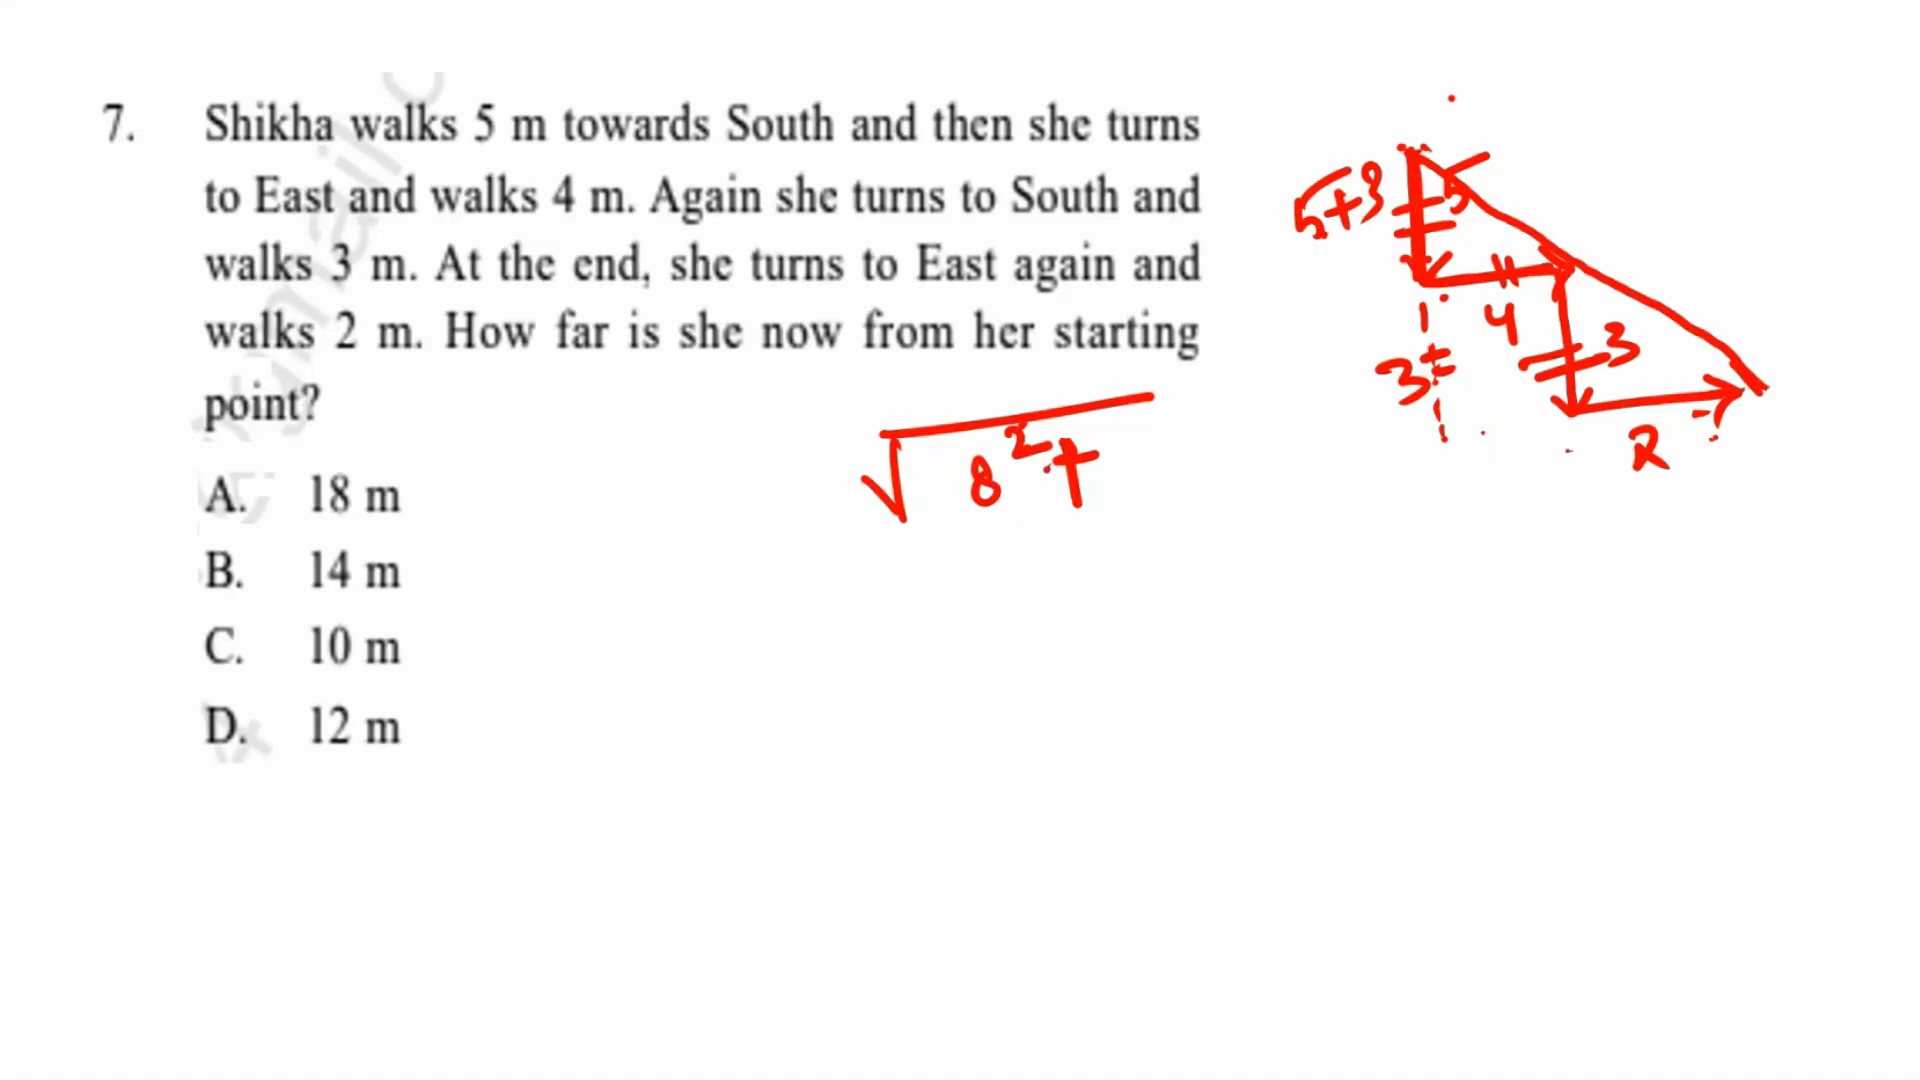 7. Shikha walks 5 m towards South and then she turns
to East and walks 4 m. Again she turns to South and
walks 3 m. At the end, she turns to East again and
walks 2 m. How far is she now from her starting
point?
A. 18 m
B. 14 m
C. 10 m
D. 12 m
√8²+
5+3
5
4
3
3
2